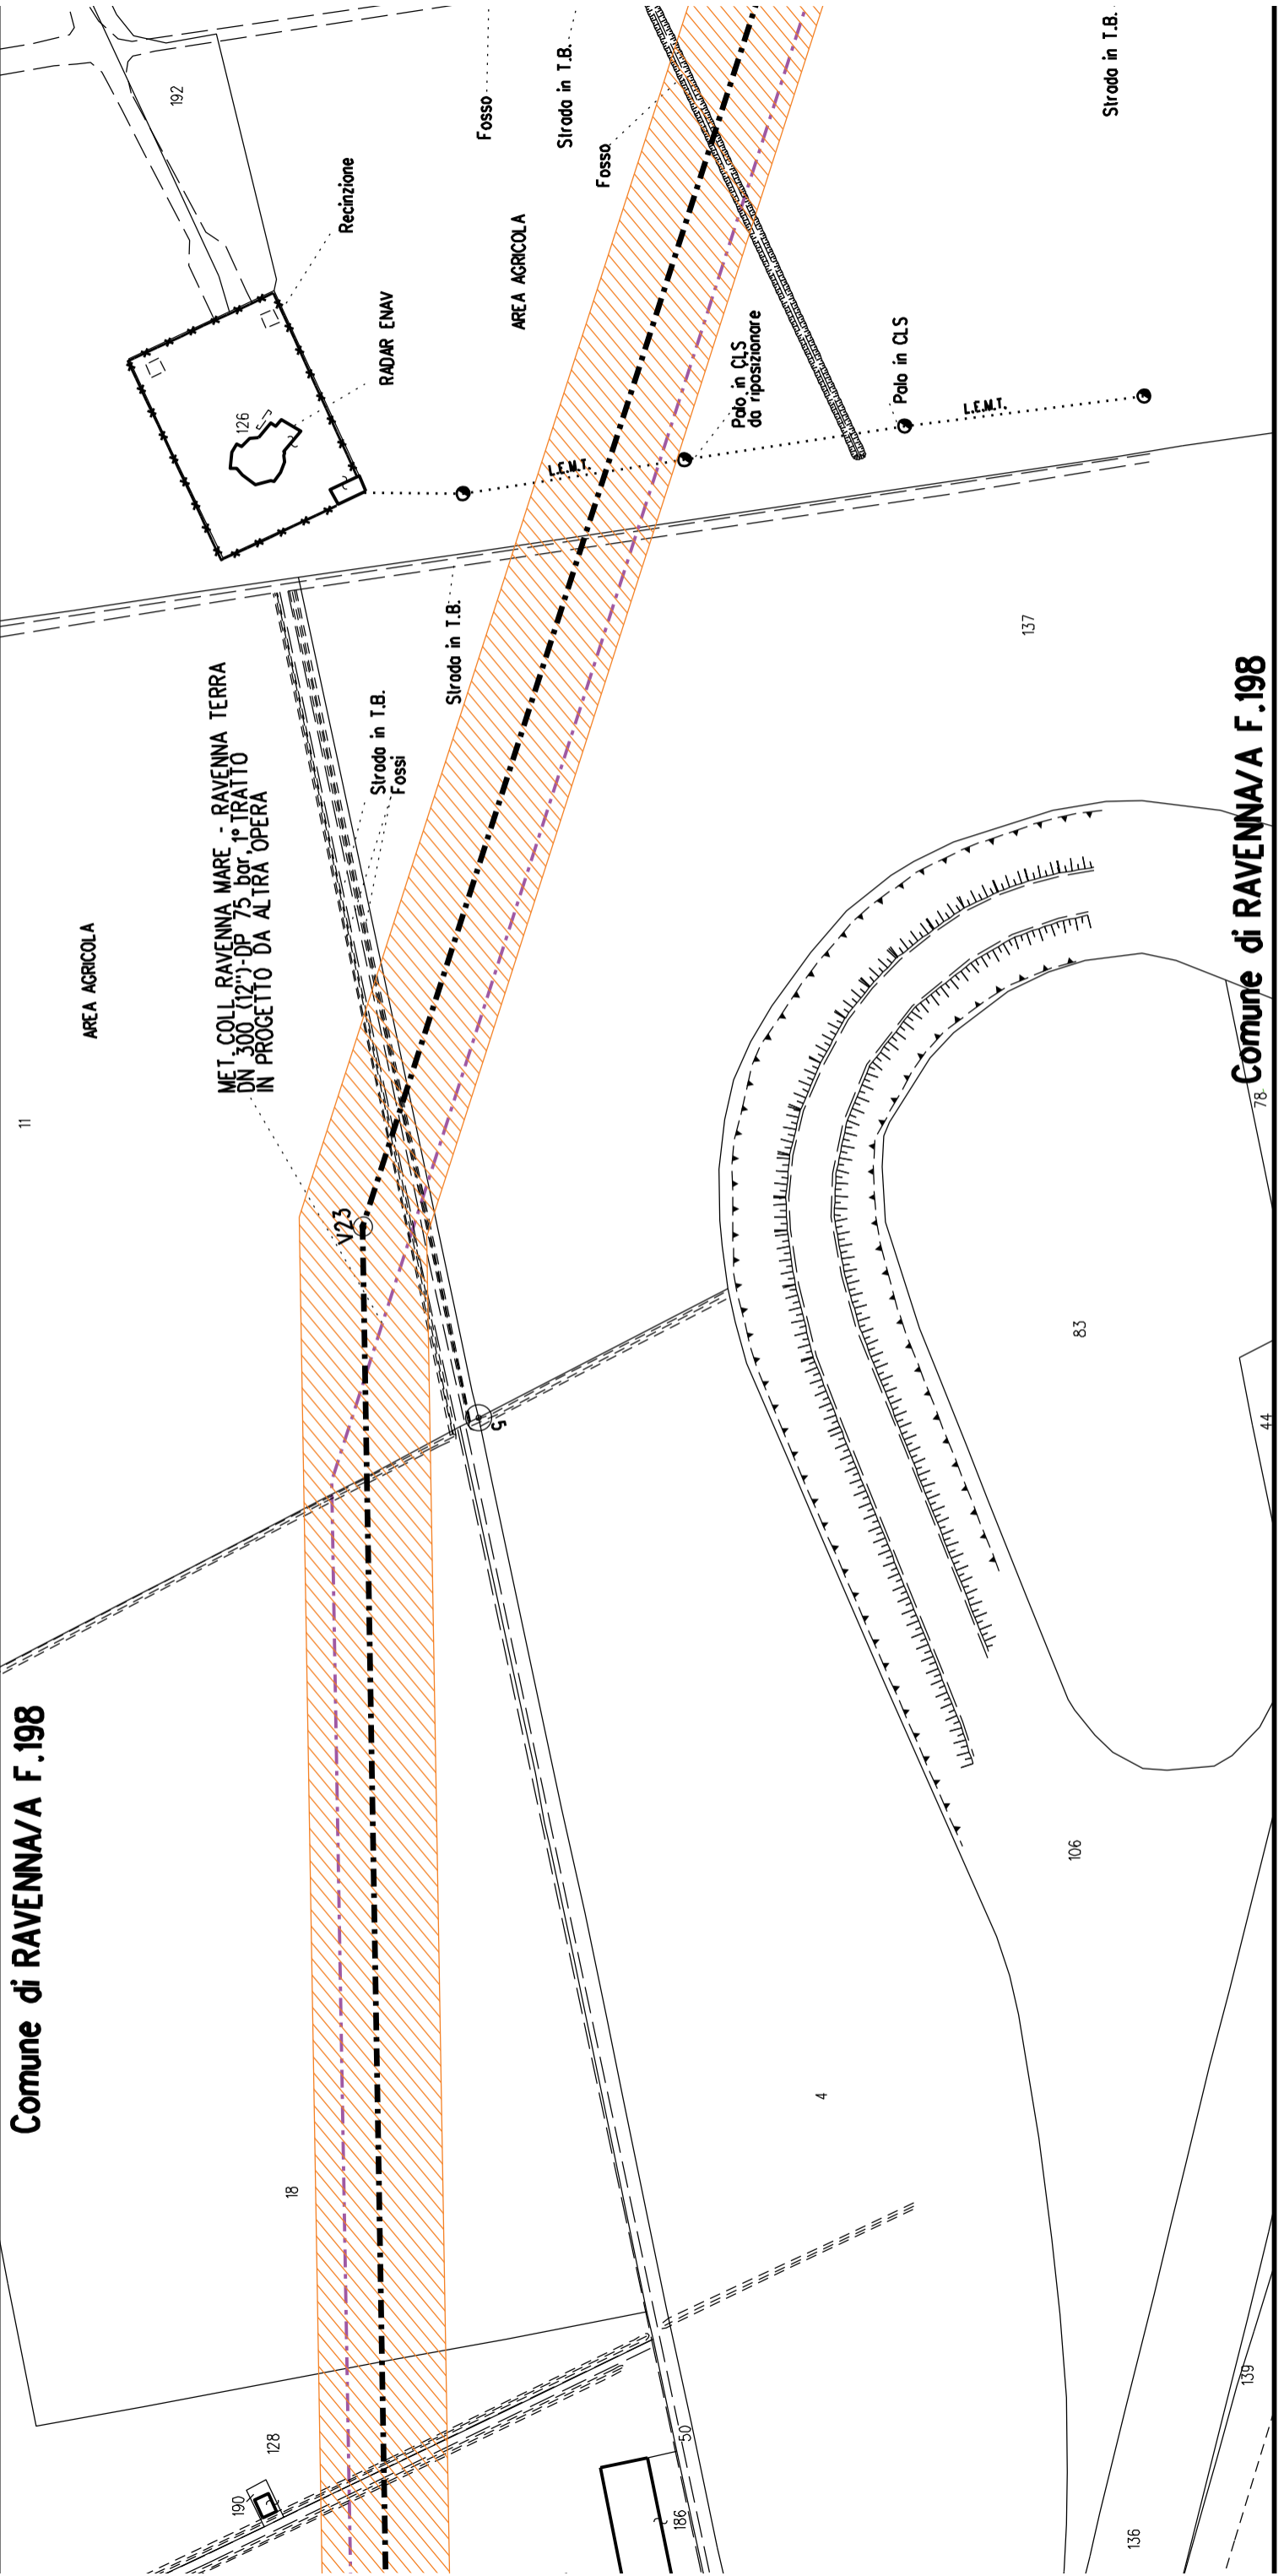 192
Fosso
Strada in T.B.
Strada in T.B.
Recinzione
Fosso
AREA AGRICOLA
RADAR ENAV
126
Palo in CLS
da riposizionare
Palo in CLS
L.E.M.T.
L.E.M.T.
Strada in T.B.
137
MET. COLL. RAVENNA MARE - RAVENNA TERRA
DN 300 (12")-DP 75 bar, 1° TRATTO
IN PROGETTO DA ALTRA OPERA
Strada in T.B.
Fossi
Comune di RAVENNA/A F.198
AREA AGRICOLA
11
78
V23
83
5
44
Comune di RAVENNA/A F.198
106
4
18
139
128
50
190
186
136